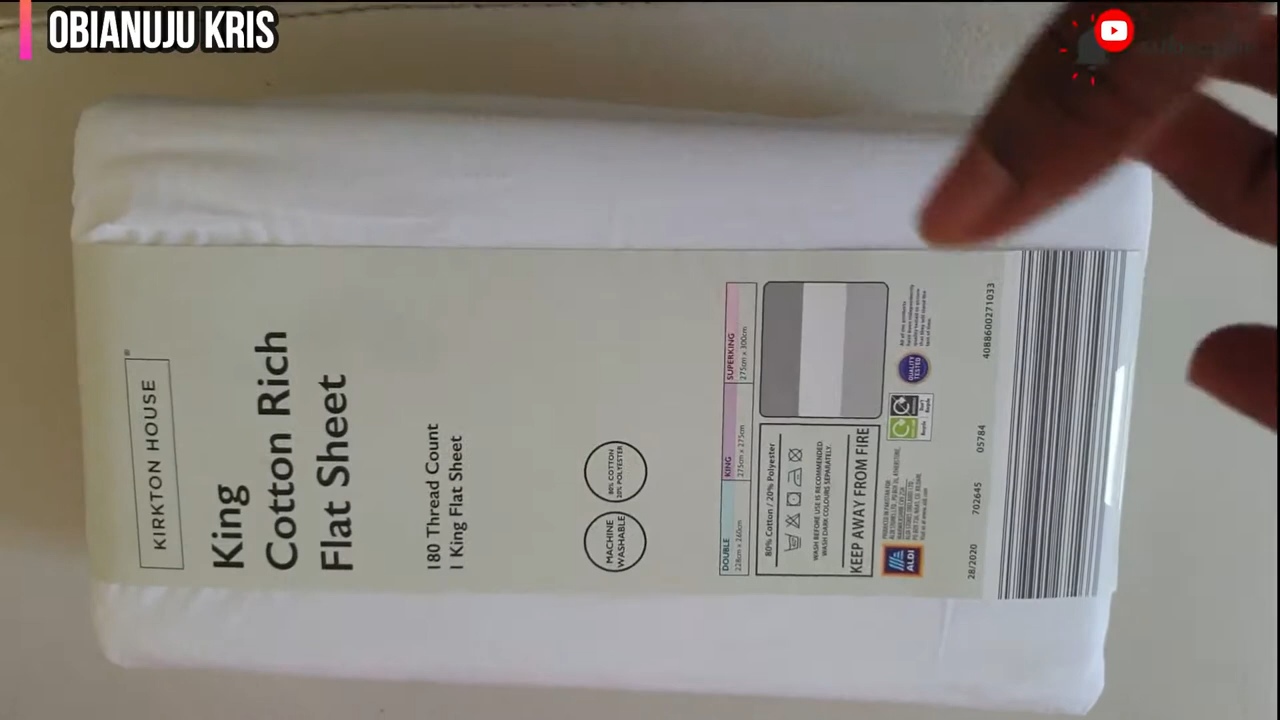 OBIANUJU KRIS
KIRKTON HOUSE
®
King
Cotton Rich
Flat Sheet
180 Thread Count
1 King Flat Sheet
MACHINE
WASHABLE
80% COTTON
20% POLYESTER
DOUBLE
228cm x 260cm
KING
275cm x 275cm
SUPERKING
275cm x 300cm
80% Cotton / 20% Polyester
WASH BEFORE USE IS RECOMMENDED.
WASH DARK COLOURS SEPARATELY.
KEEP AWAY FROM FIRE
ALDI
QUALITY
TESTED
28/2020
702645
05784
4088600271033